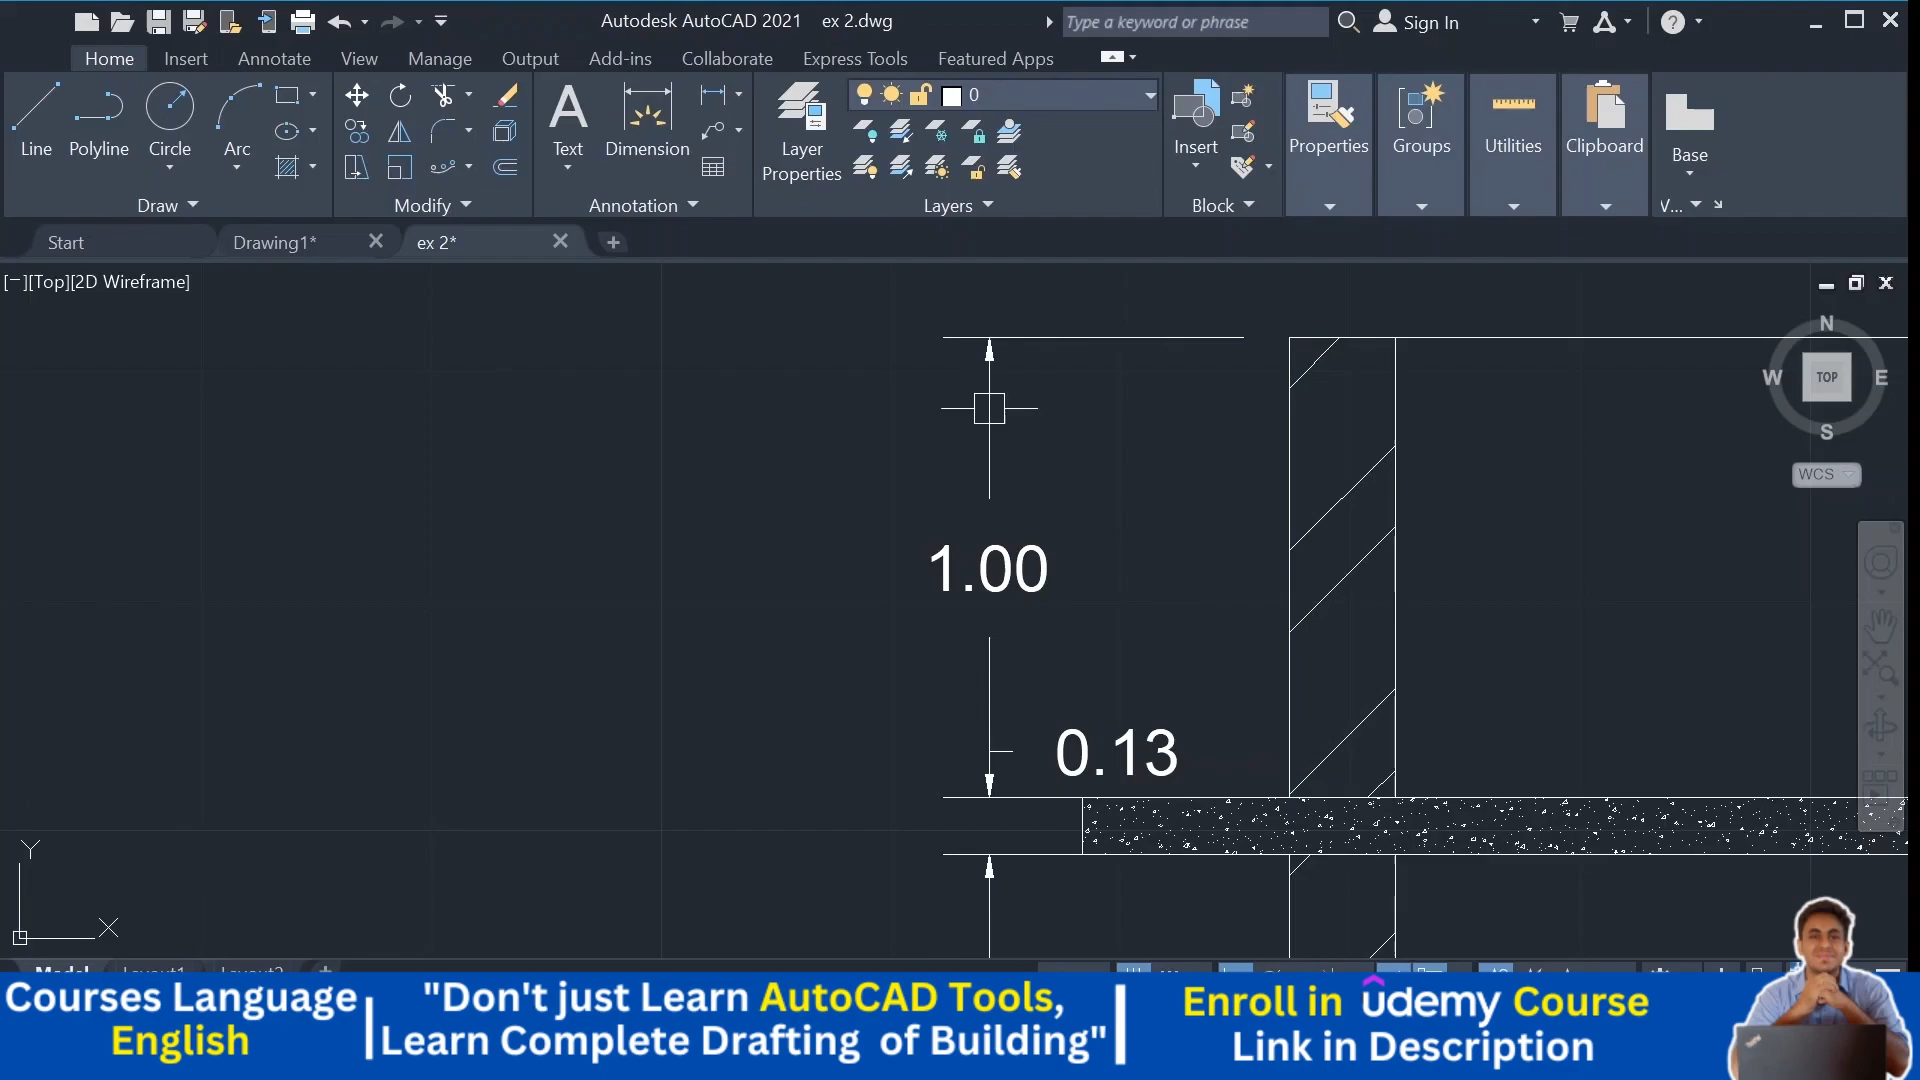 Autodesk AutoCAD 2021 ex 2.dwg
Type a keyword or phrase
Sign In
Home Insert Annotate View Manage Output Add-ins Collaborate Express Tools Featured Apps
0
Line Polyline Circle Arc
Text Dimension
Layer
Properties
Insert
Properties Groups Utilities Clipboard
Base
Draw Modify Annotation Layers Block V...
Start Drawing1* ex 2*
[−][Top][2D Wireframe]
N
W TOP E
S
WCS
1.00
0.13
Y
X
Model Layout1 Layout2
Courses Language
English
"Don't just Learn AutoCAD Tools,
Learn Complete Drafting of Building"
Enroll in udemy Course
Link in Description